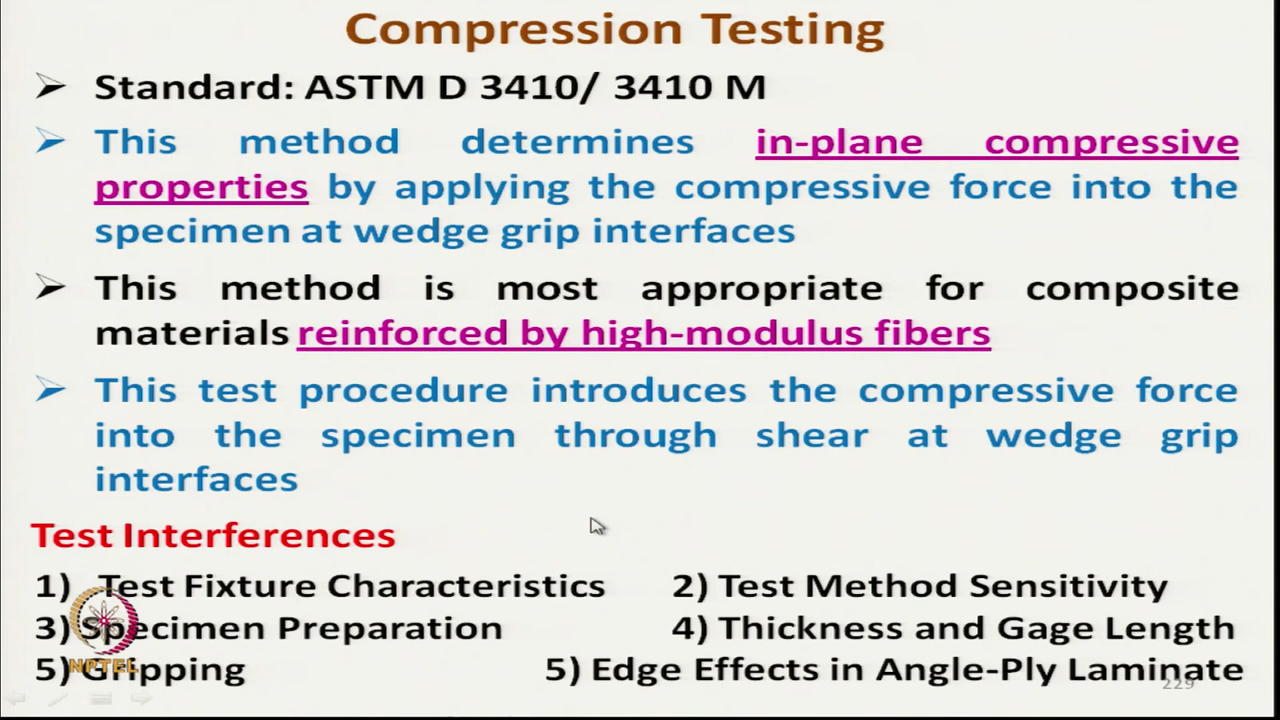 Compression Testing
➢ Standard: ASTM D 3410/ 3410 M
➢ This method determines in-plane compressive
properties by applying the compressive force into the
specimen at wedge grip interfaces
➢ This method is most appropriate for composite
materials reinforced by high-modulus fibers
➢ This test procedure introduces the compressive force
into the specimen through shear at wedge grip
interfaces
Test Interferences
1) Test Fixture Characteristics 2) Test Method Sensitivity
3) Specimen Preparation 4) Thickness and Gage Length
5) Gripping 5) Edge Effects in Angle-Ply Laminate
NPTEL
229